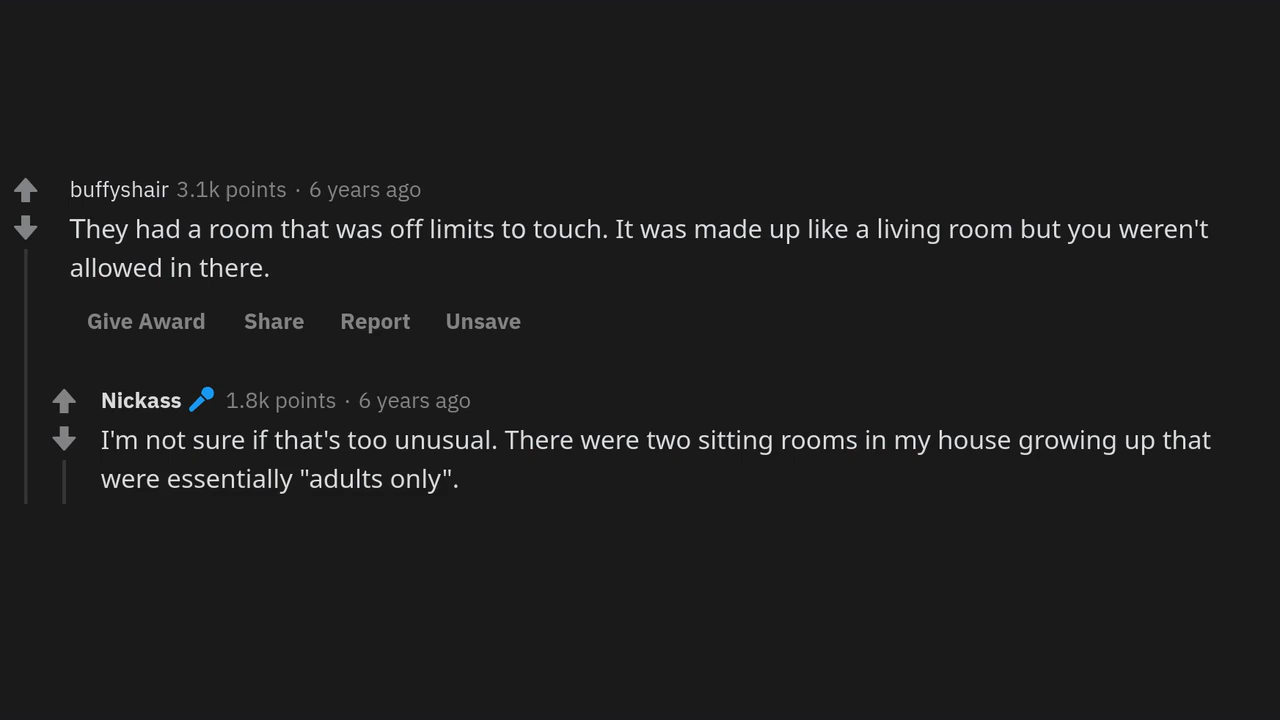 buffyshair 3.1k points · 6 years ago
They had a room that was off limits to touch. It was made up like a living room but you weren't
allowed in there.
Give Award Share Report Unsave
Nickass 🎤 1.8k points · 6 years ago
I'm not sure if that's too unusual. There were two sitting rooms in my house growing up that
were essentially "adults only".